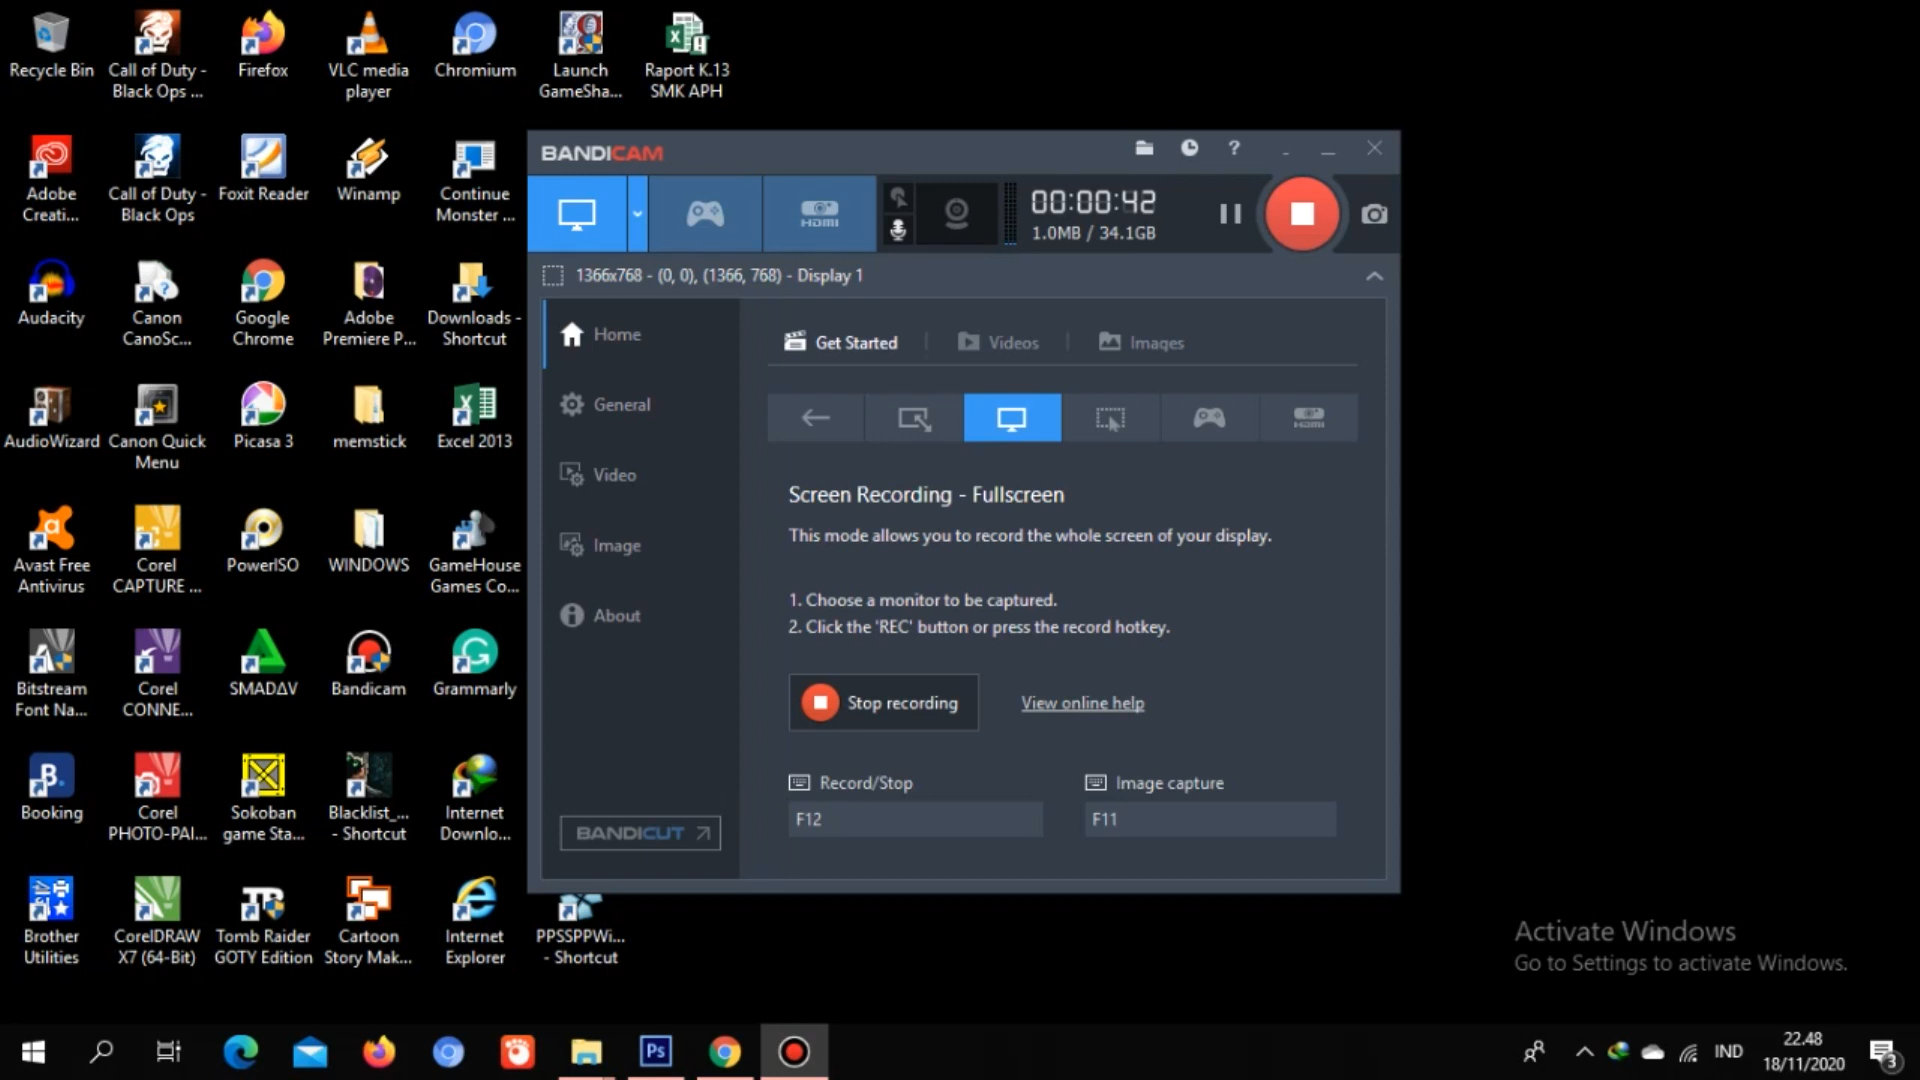 Recycle Bin
Call of Duty -
Black Ops ...
Firefox
VLC media
player
Chromium
Launch
GameSha...
Raport K.13
SMK APH
Adobe
Creati...
Call of Duty -
Black Ops
Foxit Reader
Winamp
Continue
Monster ...
Audacity
Canon
CanoSc...
Google
Chrome
Adobe
Premiere P...
Downloads -
Shortcut
AudioWizard
Canon Quick
Menu
Picasa 3
memstick
Excel 2013
Avast Free
Antivirus
Corel
CAPTURE ...
PowerISO
WINDOWS
GameHouse
Games Co...
Bitstream
Font Na...
Corel
CONNE...
SMADΔV
Bandicam
Grammarly
Booking
Corel
PHOTO-PAI...
Sokoban
game Sta...
Blacklist_...
- Shortcut
Internet
Downlo...
Brother
Utilities
CorelDRAW
X7 (64-Bit)
Tomb Raider
GOTY Edition
Cartoon
Story Mak...
Internet
Explorer
PPSSPPWi...
- Shortcut
BANDICAM
HDMI
00:00:42
1.0MB / 34.1GB
1366x768 - (0, 0), (1366, 768) - Display 1
Home
General
Video
Image
About
BANDICUT
Get Started
Videos
Images
HDMI
Screen Recording - Fullscreen
This mode allows you to record the whole screen of your display.
1. Choose a monitor to be captured.
2. Click the 'REC' button or press the record hotkey.
Stop recording
View online help
Record/Stop
F12
Image capture
F11
Activate Windows
Go to Settings to activate Windows.
Ps
IND
22.48
18/11/2020
3